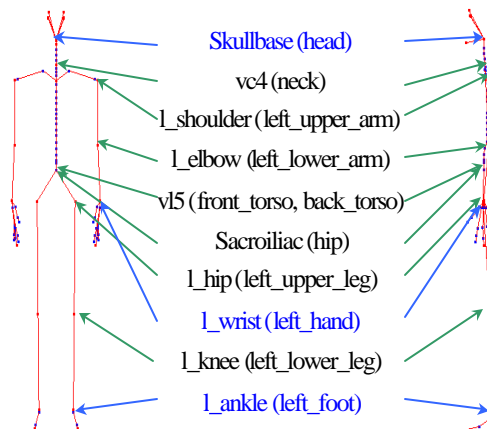 Skullbase (head)
vc4 (neck)
l_shoulder (left_upper_arm)
l_elbow (left_lower_arm)
vl5 (front_torso, back_torso)
Sacroiliac (hip)
l_hip (left_upper_leg)
l_wrist (left_hand)
l_knee (left_lower_leg)
l_ankle (left_foot)